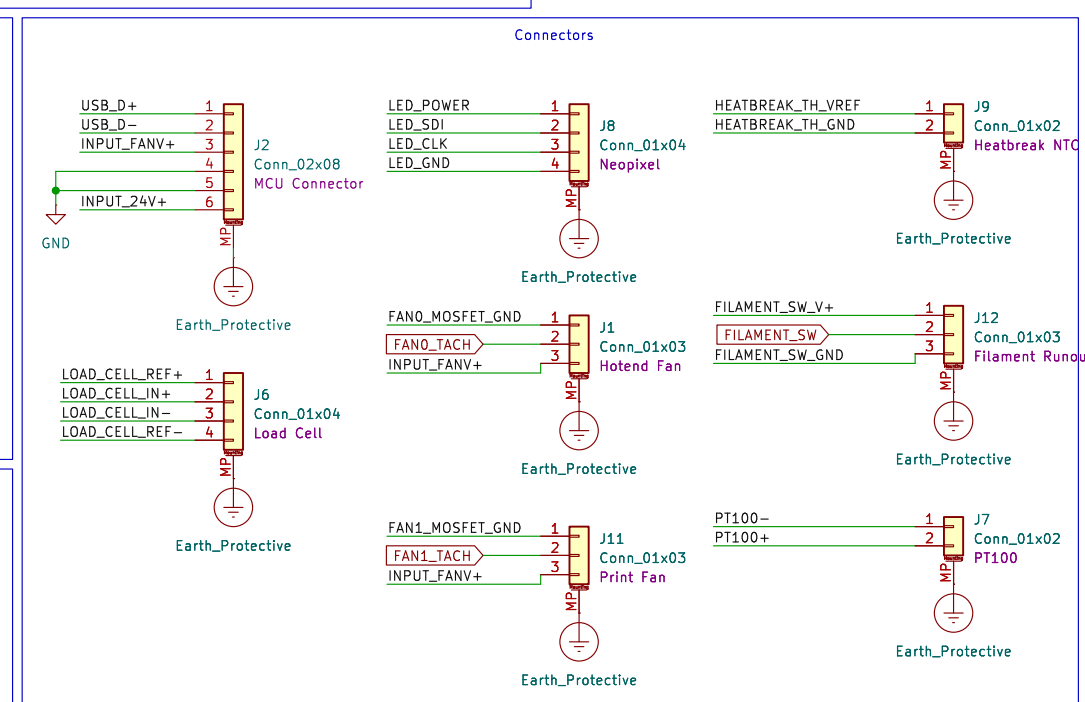 Connectors
USB_D+ 1
USB_D- 2
INPUT_FANV+ 3
4
5
INPUT_24V+ 6
GND
J2
Conn_02x08
MCU Connector
MP
Earth_Protective
LOAD_CELL_REF+ 1
LOAD_CELL_IN+ 2
LOAD_CELL_IN- 3
LOAD_CELL_REF- 4
J6
Conn_01x04
Load Cell
MP
Earth_Protective
LED_POWER 1
LED_SDI 2
LED_CLK 3
LED_GND 4
J8
Conn_01x04
Neopixel
MP
Earth_Protective
FAN0_MOSFET_GND 1
FAN0_TACH 2
INPUT_FANV+ 3
J1
Conn_01x03
Hotend Fan
MP
Earth_Protective
FAN1_MOSFET_GND 1
FAN1_TACH 2
INPUT_FANV+ 3
J11
Conn_01x03
Print Fan
MP
Earth_Protective
HEATBREAK_TH_VREF 1
HEATBREAK_TH_GND 2
J9
Conn_01x02
Heatbreak NTC
MP
Earth_Protective
FILAMENT_SW_V+ 1
FILAMENT_SW 2
FILAMENT_SW_GND 3
J12
Conn_01x03
Filament Runou
MP
Earth_Protective
PT100- 1
PT100+ 2
J7
Conn_01x02
PT100
MP
Earth_Protective